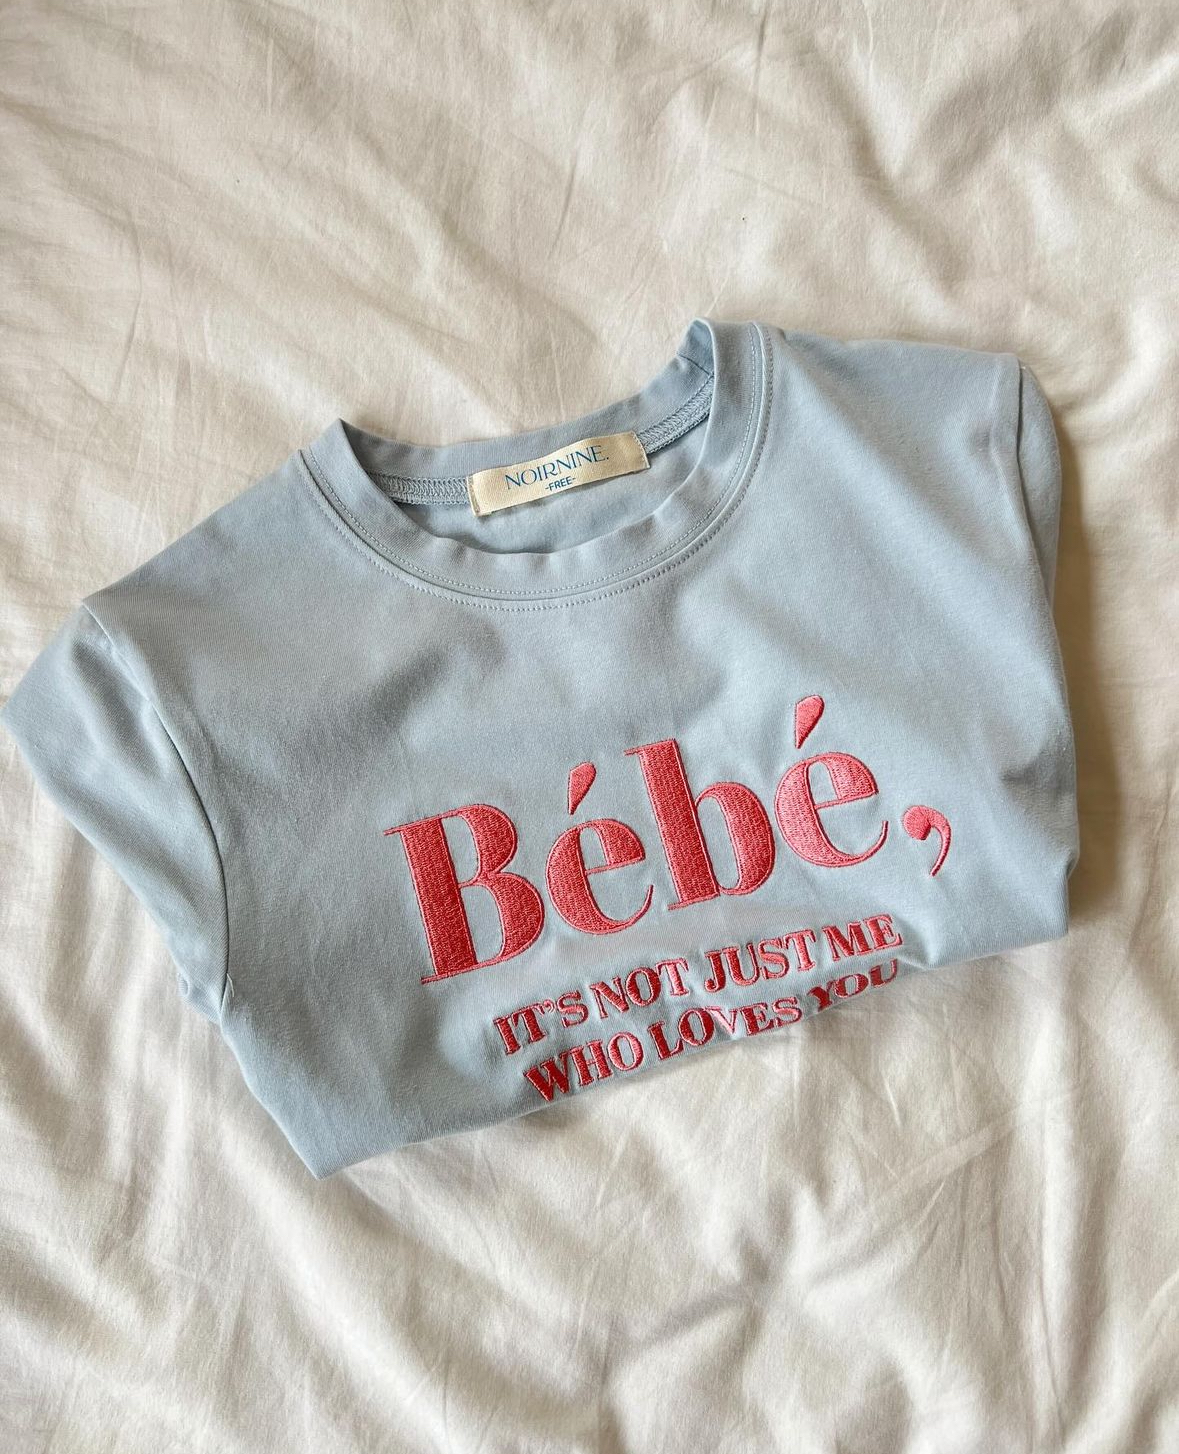 NOIRNINE.
-FREE-
Bébé,
IT'S NOT JUST ME
WHO LOVES YOU